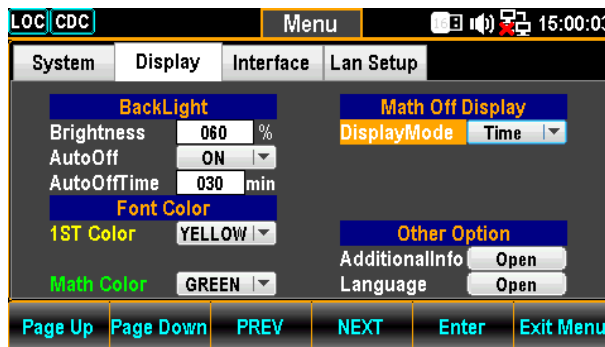 LOC CDC Menu 16 15:00:03
System Display Interface Lan Setup
BackLight
Brightness 060 %
AutoOff ON
AutoOffTime 030 min
Font Color
1ST Color YELLOW
Math Color GREEN
Math Off Display
DisplayMode Time
Other Option
AdditionalInfo Open
Language Open
Page Up Page Down PREV NEXT Enter Exit Menu